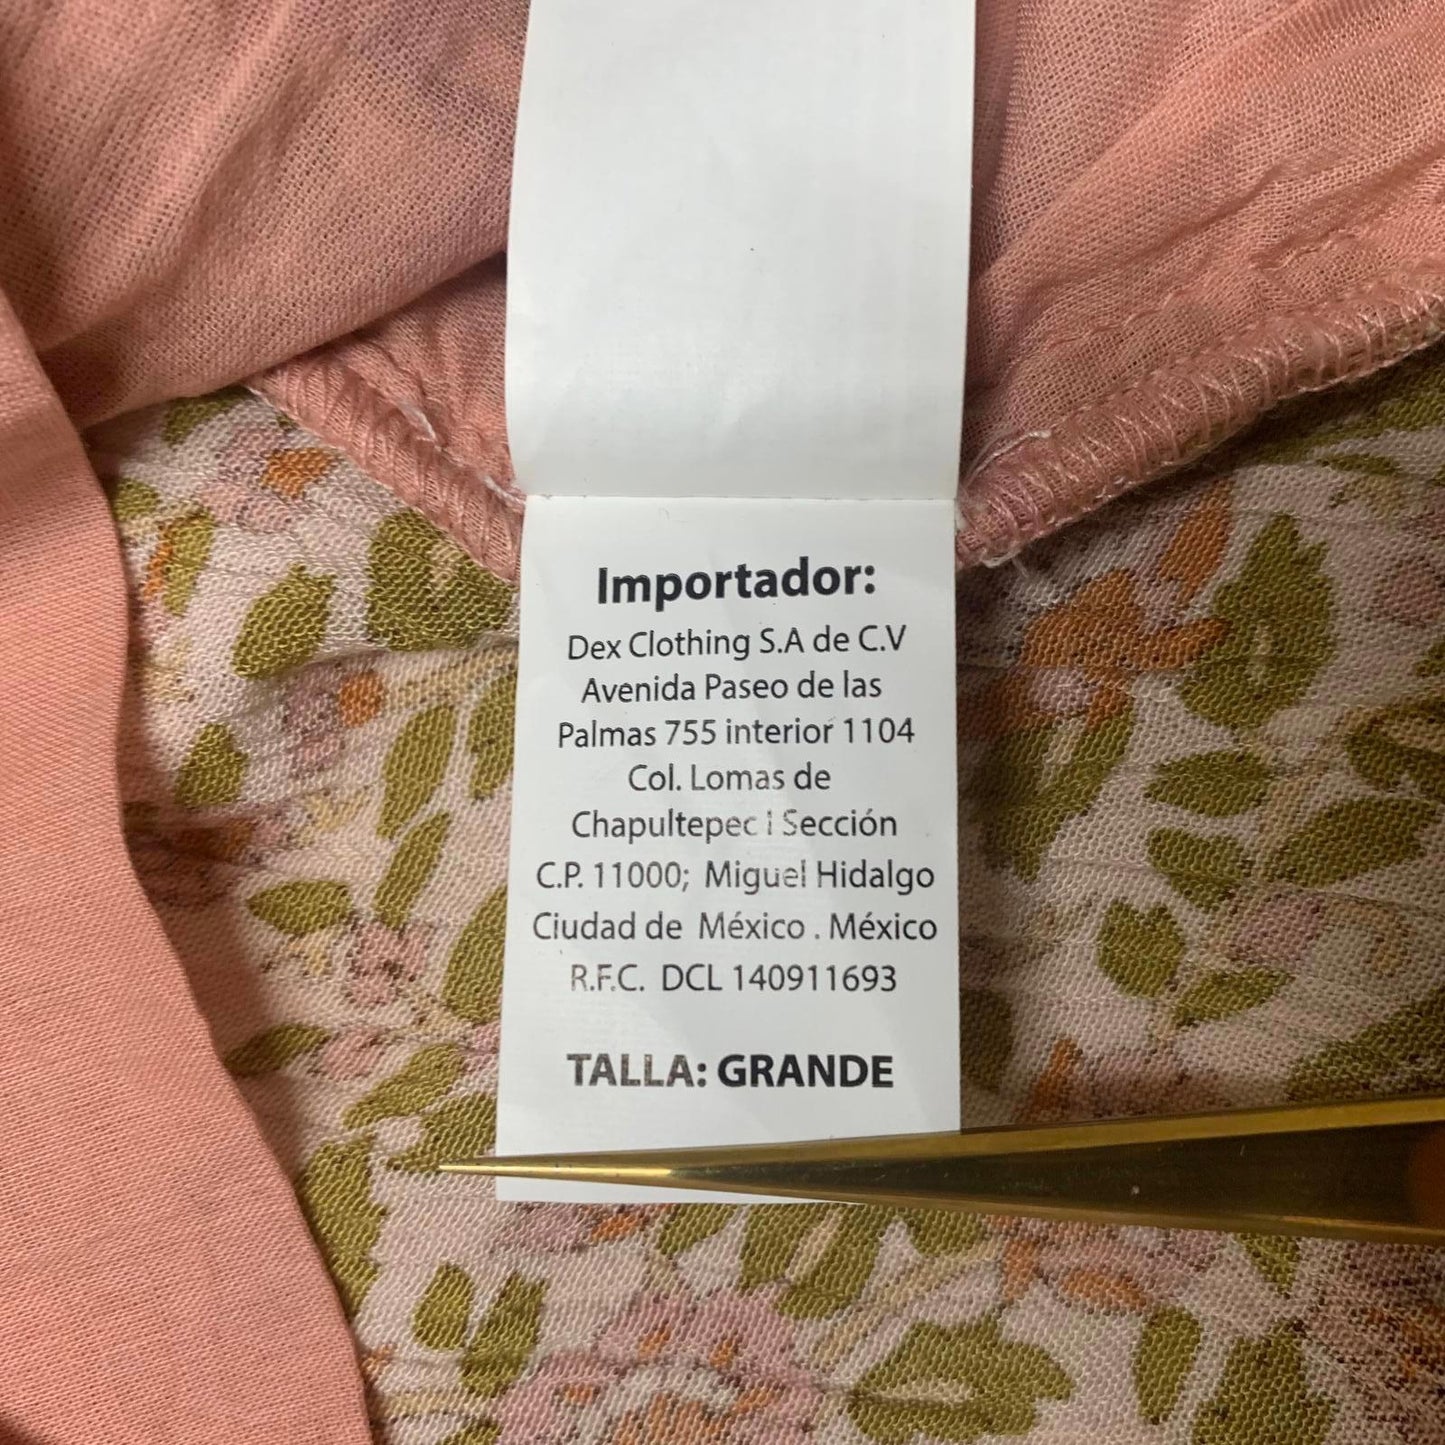 Importador:
Dex Clothing S.A de C.V
Avenida Paseo de las
Palmas 755 interior 1104
Col. Lomas de
Chapultepec I Sección
C.P. 11000; Miguel Hidalgo
Ciudad de México . México
R.F.C. DCL 140911693
TALLA: GRANDE